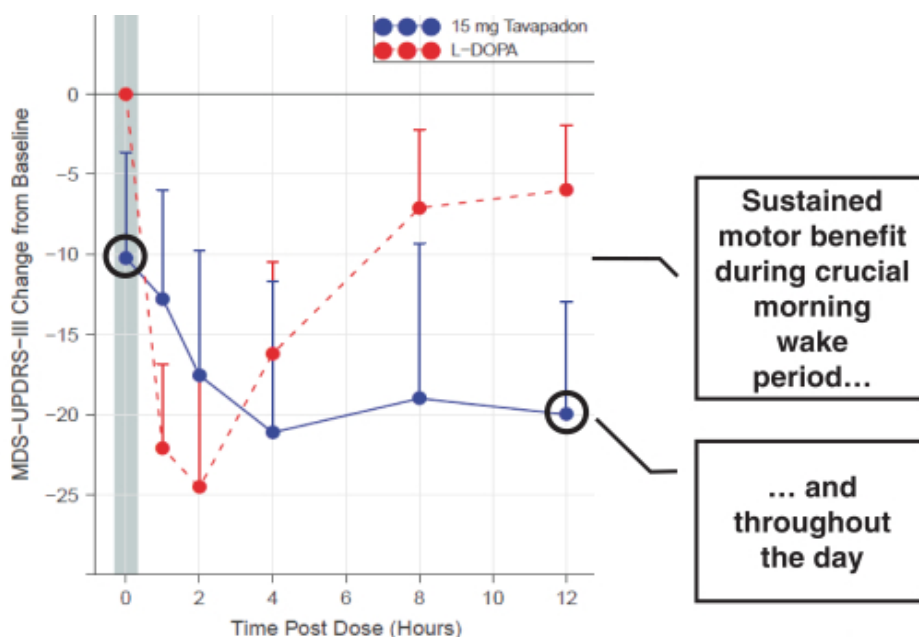 15 mg Tavapadon
L-DOPA
MDS-UPDRS-III Change from Baseline
0
-5
-10
-15
-20
-25
0
2
4
6
8
10
12
Time Post Dose (Hours)
Sustained
motor benefit
during crucial
morning
wake
period...
... and
throughout
the day